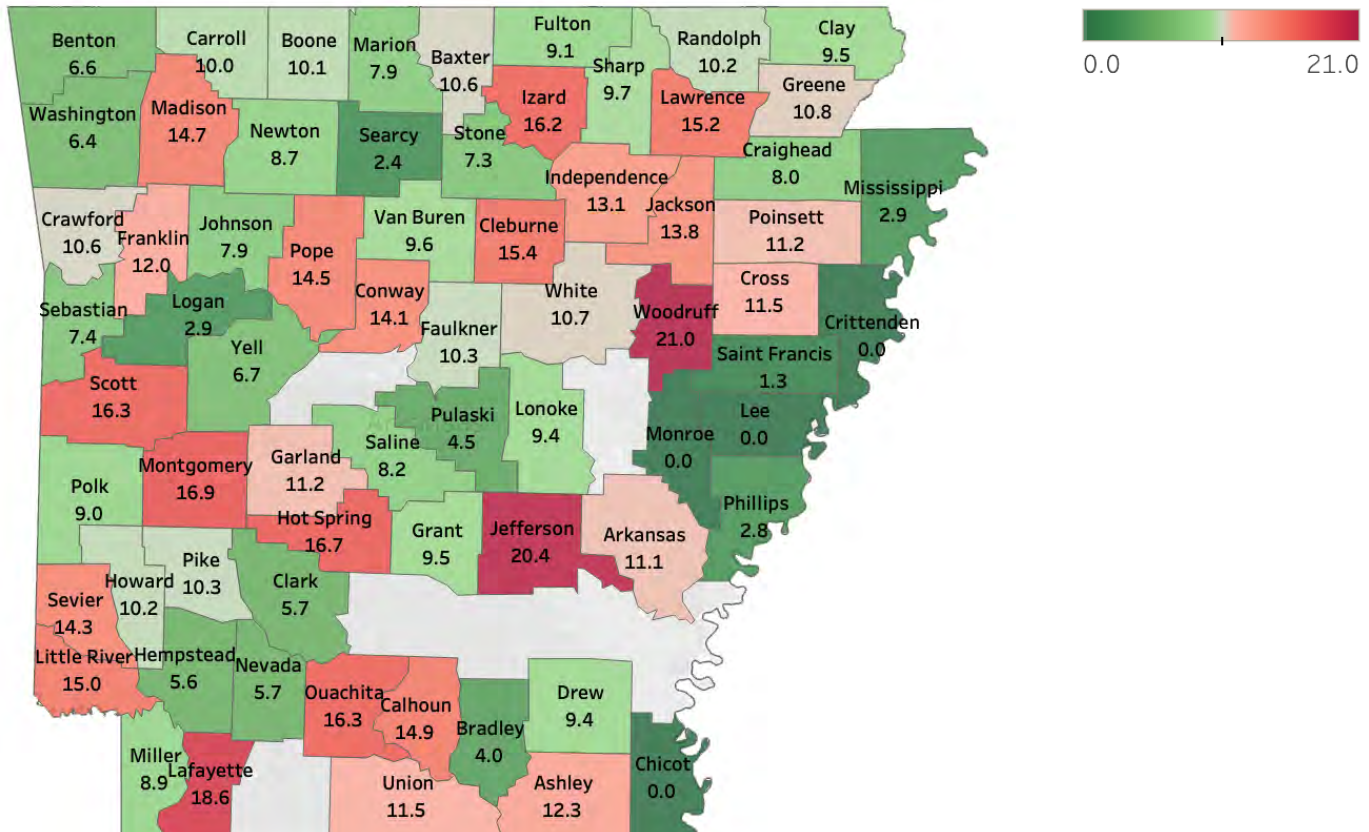 Benton
6.6
Carroll
10.0
Boone
10.1
Marion
7.9
Baxter
10.6
Fulton
9.1
Sharp
9.7
Randolph
10.2
Clay
9.5
0.0
21.0
Greene
10.8
Washington
6.4
Madison
14.7
Newton
8.7
Searcy
2.4
Stone
7.3
Izard
16.2
Lawrence
15.2
Craighead
8.0
Mississippi
2.9
Crawford
10.6
Franklin
12.0
Johnson
7.9
Pope
14.5
Van Buren
9.6
Cleburne
15.4
Independence
13.1
Jackson
13.8
Poinsett
11.2
Sebastian
7.4
Logan
2.9
Conway
14.1
Faulkner
10.3
White
10.7
Woodruff
21.0
Cross
11.5
Crittenden
0.0
Yell
6.7
Saint Francis
1.3
Scott
16.3
Pulaski
4.5
Lonoke
9.4
Lee
0.0
Monroe
0.0
Montgomery
16.9
Garland
11.2
Saline
8.2
Polk
9.0
Hot Spring
16.7
Grant
9.5
Jefferson
20.4
Arkansas
11.1
Phillips
2.8
Pike
10.3
Howard
10.2
Clark
5.7
Sevier
14.3
Little River
15.0
Hempstead
5.6
Nevada
5.7
Ouachita
16.3
Calhoun
14.9
Bradley
4.0
Drew
9.4
Miller
8.9
Lafayette
18.6
Union
11.5
Ashley
12.3
Chicot
0.0